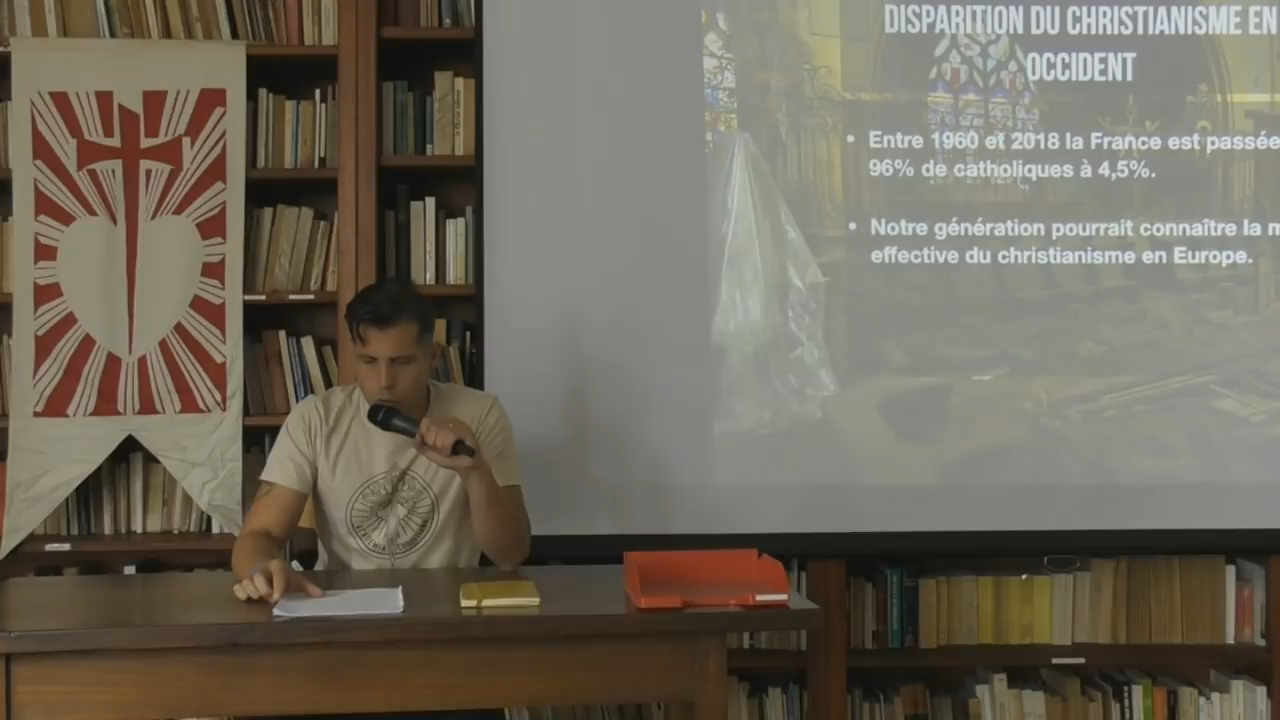 DISPARITION DU CHRISTIANISME EN
OCCIDENT
• Entre 1960 et 2018 la France est passée
96% de catholiques à 4,5%.
• Notre génération pourrait connaître la
effective du christianisme en Europe.